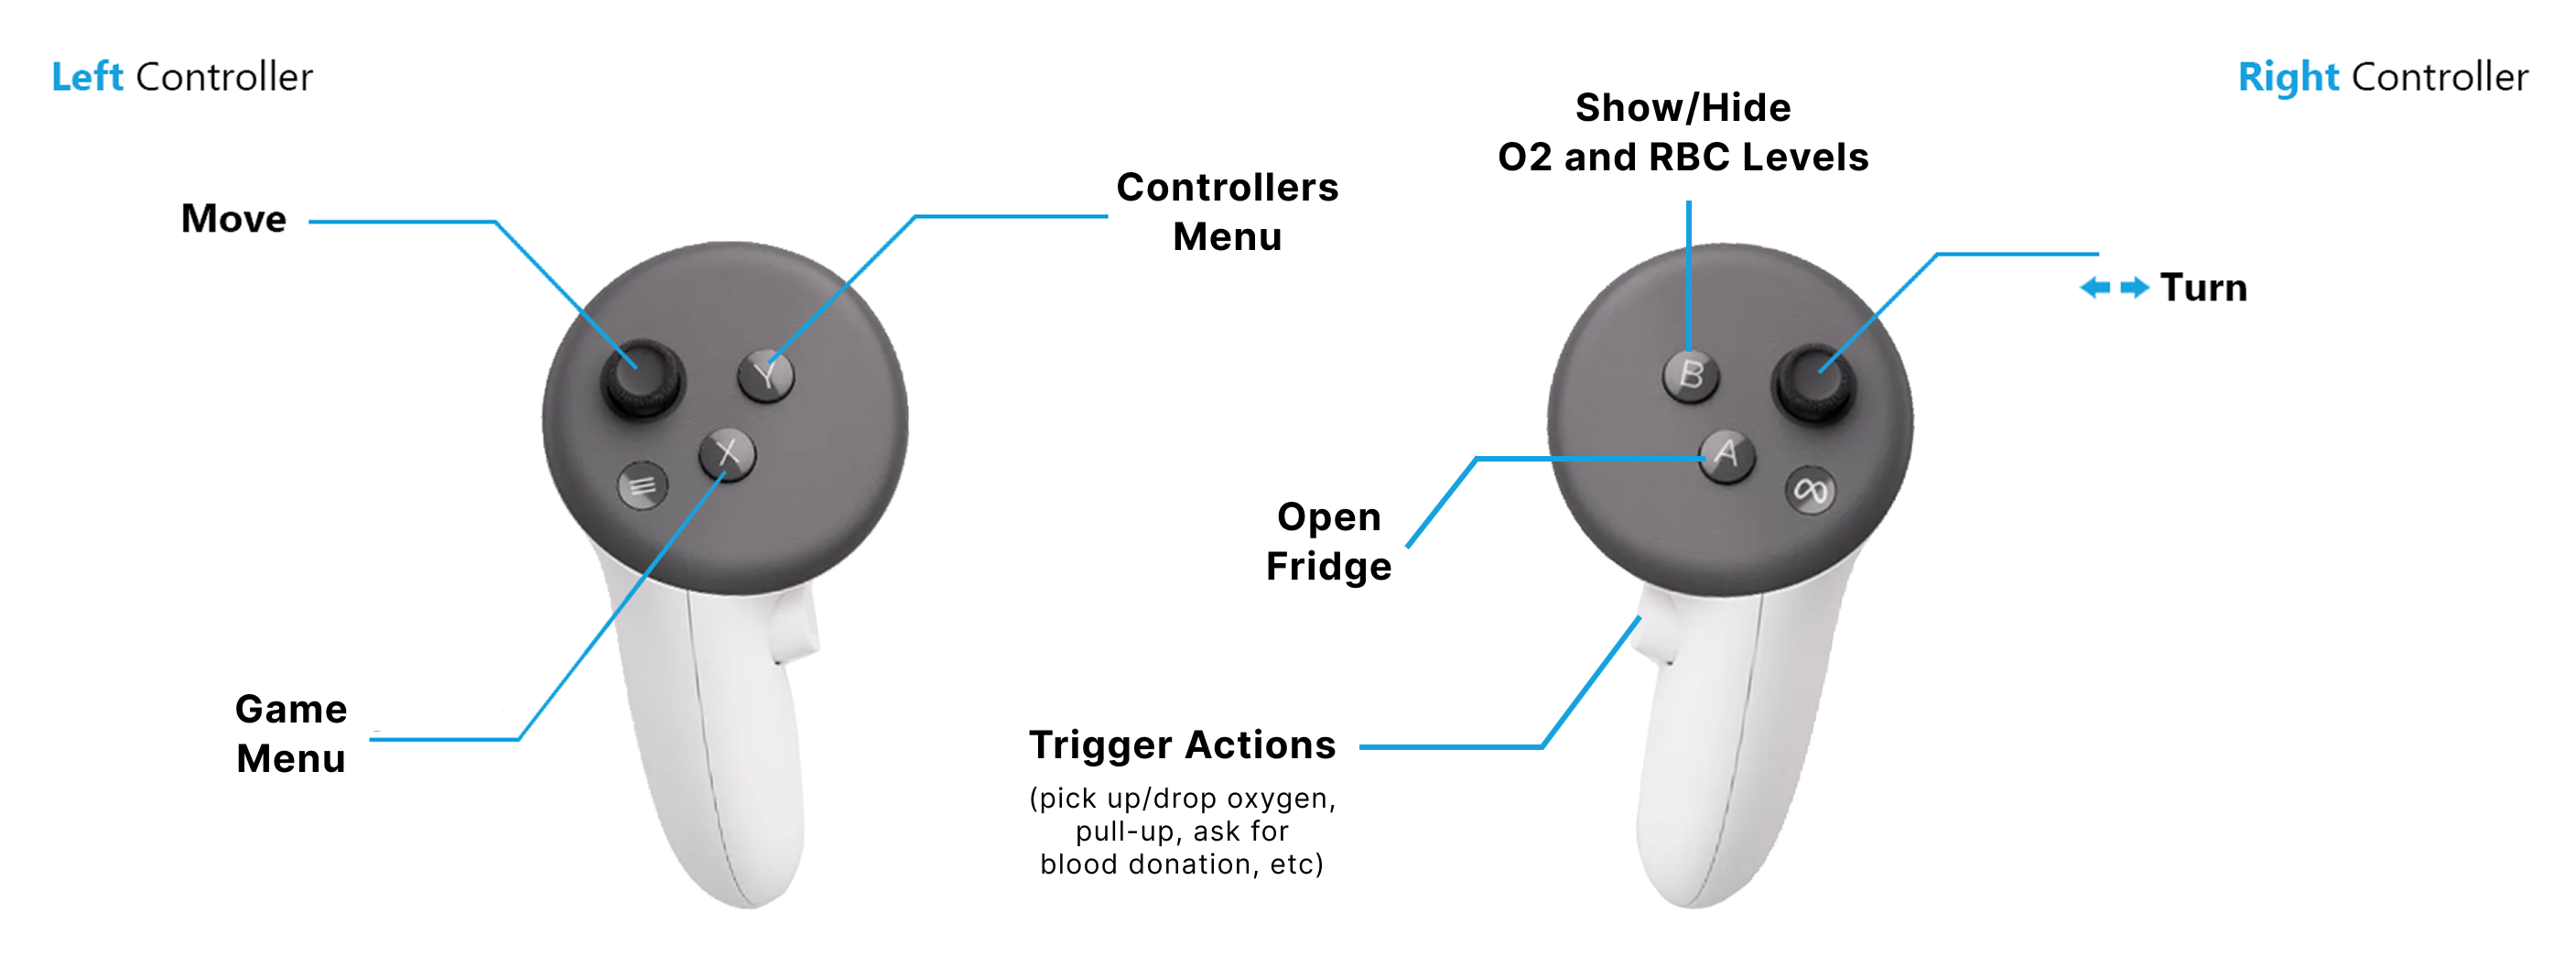 Left Controller
Right Controller
Move
Controllers
Menu
Y
X
Game
Menu
Show/Hide
O2 and RBC Levels
Turn
B
A
Open
Fridge
Trigger Actions
(pick up/drop oxygen,
pull-up, ask for
blood donation, etc)